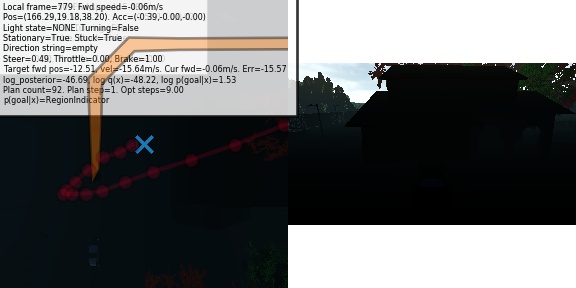 Local frame=779. Fwd speed=-0.06m/s
Pos=(166.29,19.18,38.20). Acc=(-0.39,-0.00,-0.00)
Light state=NONE. Turning=False
Stationary=True. Stuck=True
Direction string=empty
Steer=0.49, Throttle=0.00, Brake=1.00
Target fwd pos=-12.51, vel=-15.64m/s. Cur fwd=-0.06m/s. Err=-15.57
log_posterior=-46.69, log q(x)=-48.22, log p(goal|x)=1.53
Plan count=92. Plan step=1. Opt steps=9.00
p(goal|x)=RegionIndicator